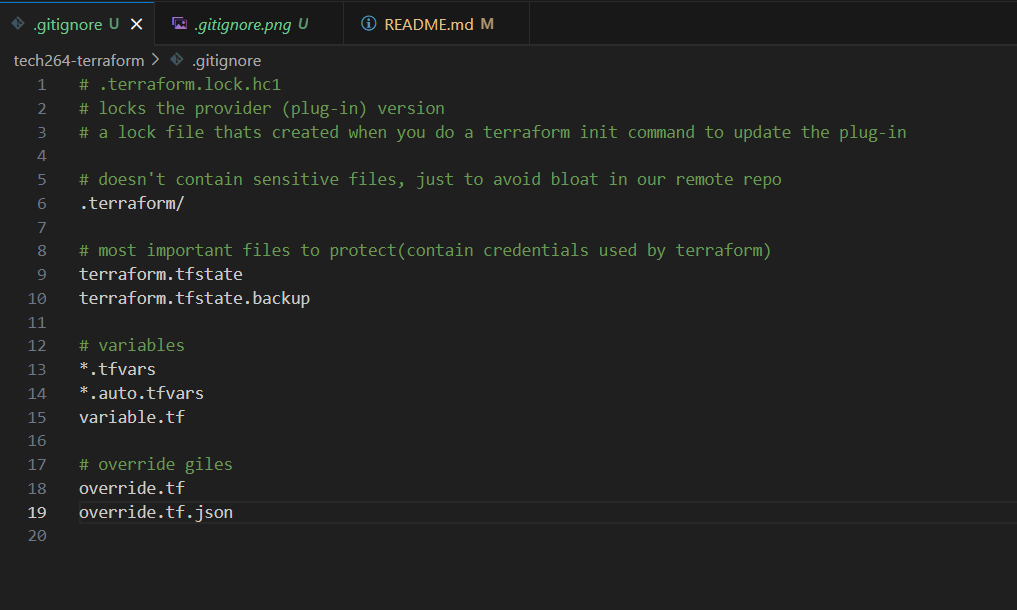 .gitignore U
.gitignore.png U
README.md M
tech264-terraform > .gitignore
1 # .terraform.lock.hc1
2 # locks the provider (plug-in) version
3 # a lock file thats created when you do a terraform init command to update the plug-in
4
5 # doesn't contain sensitive files, just to avoid bloat in our remote repo
6 .terraform/
7
8 # most important files to protect(contain credentials used by terraform)
9 terraform.tfstate
10 terraform.tfstate.backup
11
12 # variables
13 *.tfvars
14 *.auto.tfvars
15 variable.tf
16
17 # override giles
18 override.tf
19 override.tf.json
20